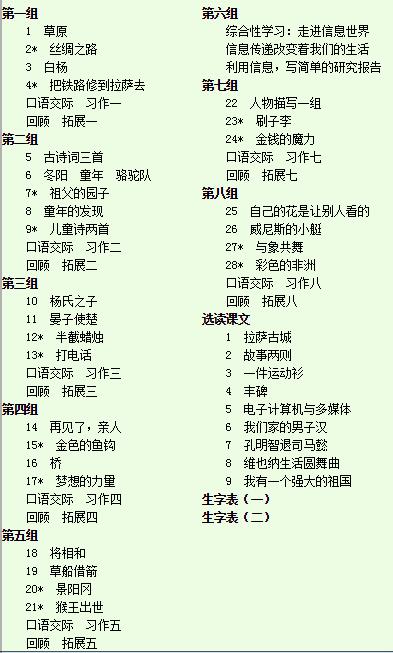 第一组
1 草原
2* 丝绸之路
3 白杨
4* 把铁路修到拉萨去
口语交际 习作一
回顾 拓展一
第二组
5 古诗词三首
6 冬阳 童年 骆驼队
7* 祖父的园子
8 童年的发现
9* 儿童诗两首
口语交际 习作二
回顾 拓展二
第三组
10 杨氏之子
11 晏子使楚
12* 半截蜡烛
13* 打电话
口语交际 习作三
回顾 拓展三
第四组
14 再见了，亲人
15* 金色的鱼钩
16 桥
17* 梦想的力量
口语交际 习作四
回顾 拓展四
第五组
18 将相和
19 草船借箭
20* 景阳冈
21* 猴王出世
口语交际 习作五
回顾 拓展五
第六组
综合性学习：走进信息世界
信息传递改变着我们的生活
利用信息，写简单的研究报告
第七组
22 人物描写一组
23* 刷子李
24* 金钱的魔力
口语交际 习作七
回顾 拓展七
第八组
25 自己的花是让别人看的
26 威尼斯的小艇
27* 与象共舞
28* 彩色的非洲
口语交际 习作八
回顾 拓展八
选读课文
1 拉萨古城
2 故事两则
3 一件运动衫
4 丰碑
5 电子计算机与多媒体
6 我们家的男子汉
7 孔明智退司马懿
8 维也纳生活圆舞曲
9 我有一个强大的祖国
生字表（一）
生字表（二）